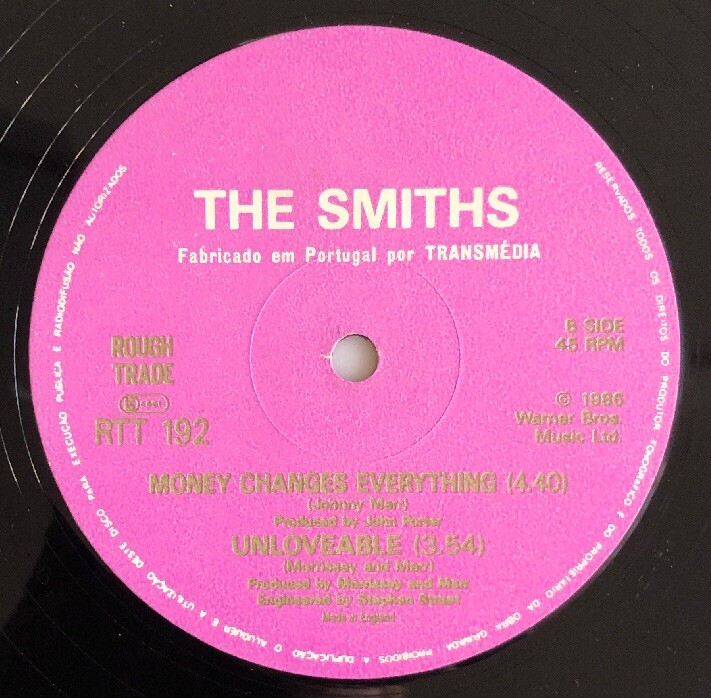 THE SMITHS
Fabricado em Portugal por TRANSMÉDIA
ROUGH
TRADE
RTT 192
B SIDE
45 RPM
© 1986
Warner Bros.
Music Ltd.
MONEY CHANGES EVERYTHING (4.40)
(Johnny Marr)
Produced by John Porter
UNLOVEABLE (3.54)
(Morrissey and Marr)
Produced by Morrissey and Marr
Engineered by Stephen Street
Made in England
RESERVADOS TODOS OS DIREITOS DO PRODUTOR FONOGRÁFICO E DO PROPRIETÁRIO DA OBRA GRAVADA · PROIBIDOS A DUPLICAÇÃO O ALUGUER E A UTILIZAÇÃO DESTE DISCO PARA EXECUÇÃO PÚBLICA E RADIODIFUSÃO NÃO AUTORIZADOS